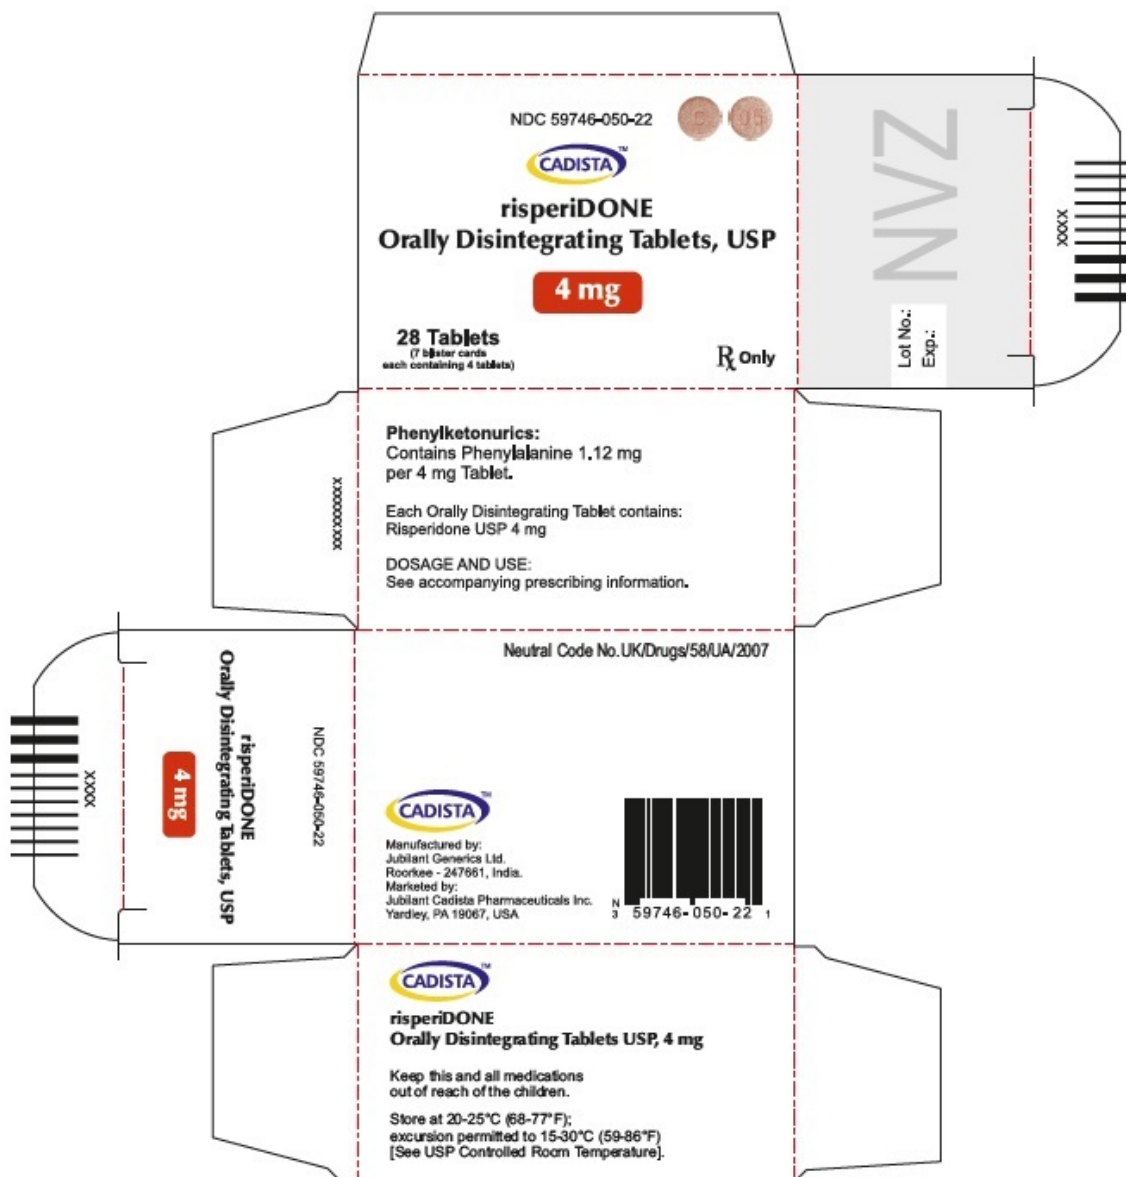 NDC 59746-050-22
CADISTA™
risperiDONE
Orally Disintegrating Tablets, USP
4 mg
28 Tablets
(7 blister cards
each containing 4 tablets)
℞ Only
NVZ
Lot No.:
Exp.:
XXXX
Phenylketonurics:
Contains Phenylalanine 1.12 mg
per 4 mg Tablet.
Each Orally Disintegrating Tablet contains:
Risperidone USP 4 mg
DOSAGE AND USE:
See accompanying prescribing information.
Neutral Code No.UK/Drugs/58/UA/2007
NDC 59746-050-22
risperiDONE
Orally Disintegrating Tablets, USP
4 mg
XXXX
CADISTA™
Manufactured by:
Jubilant Generics Ltd.
Roorkee - 247661, India.
Marketed by:
Jubilant Cadista Pharmaceuticals Inc.
Yardley, PA 19067, USA
N
3 59746-050-22 1
CADISTA™
risperiDONE
Orally Disintegrating Tablets USP, 4 mg
Keep this and all medications
out of reach of the children.
Store at 20-25°C (68-77°F);
excursion permitted to 15-30°C (59-86°F)
[See USP Controlled Room Temperature].